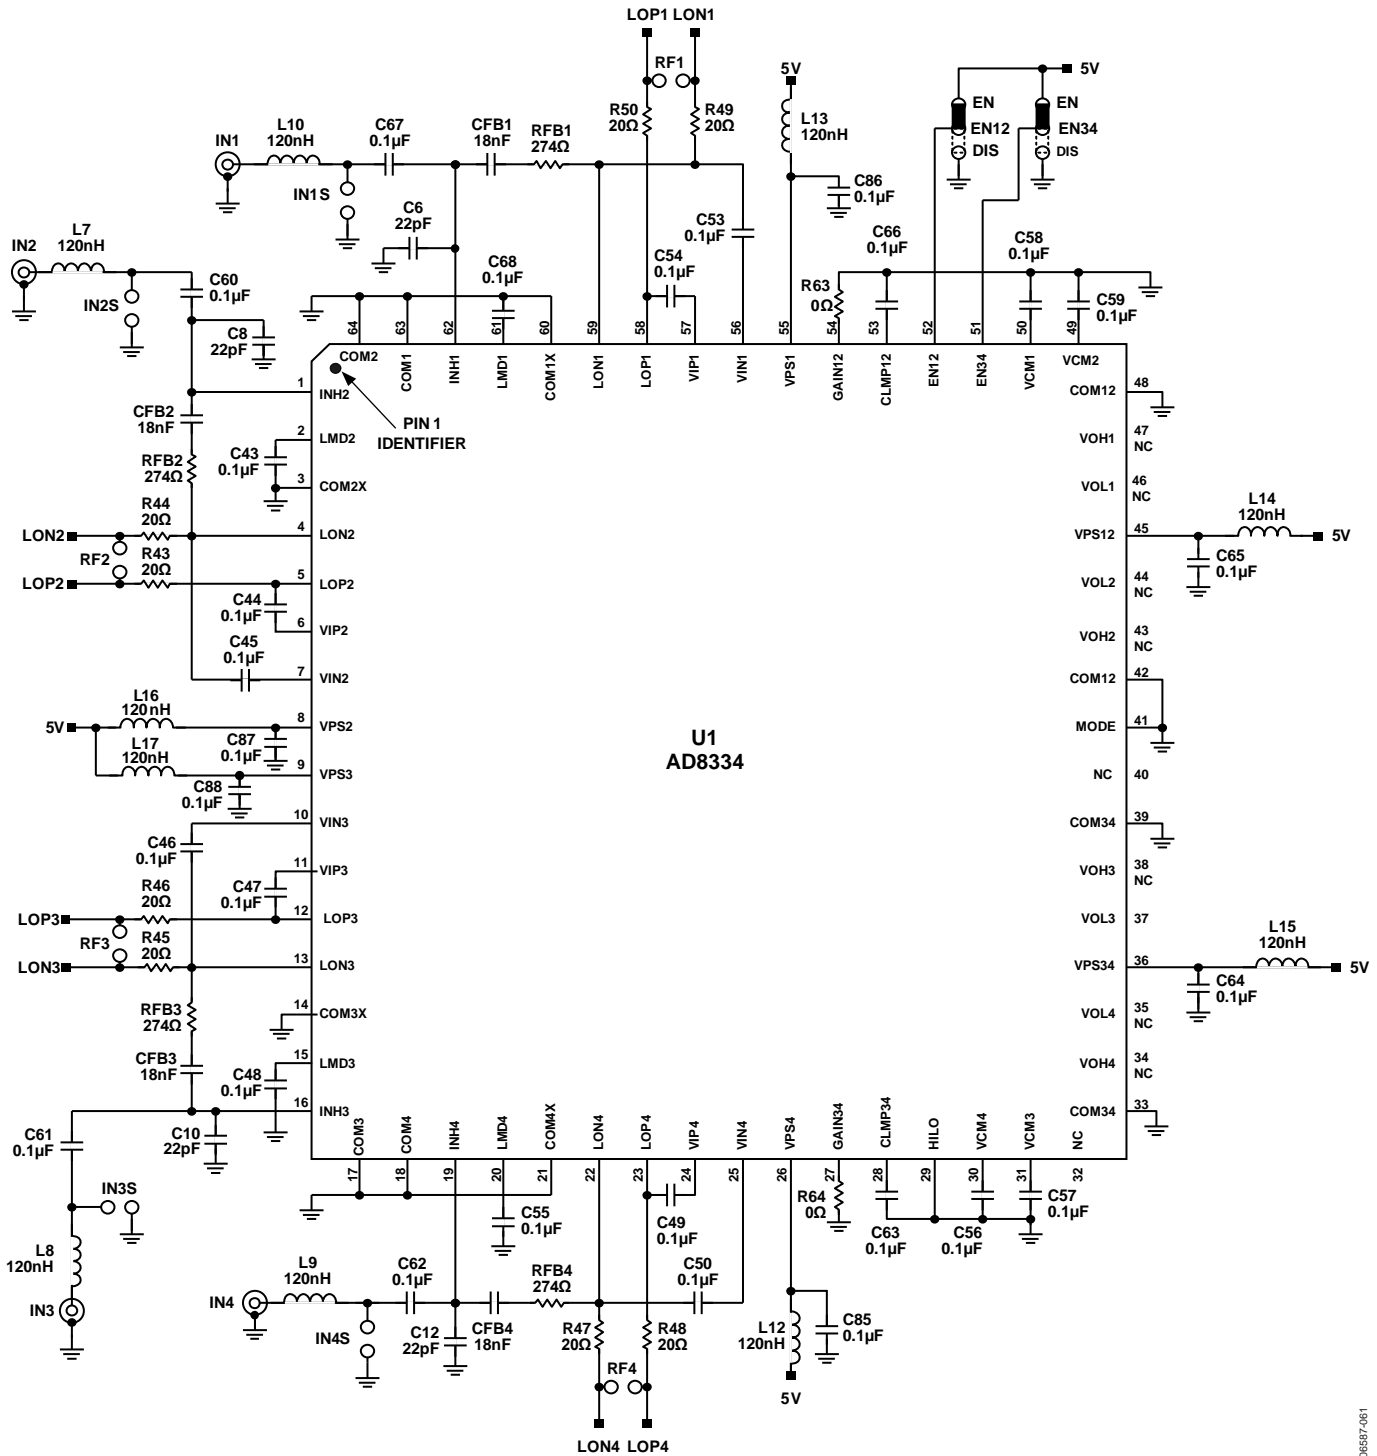 LOP1 LON1
RF1
R50
20Ω
R49
20Ω
5V
L13
120nH
5V
EN
EN12
DIS
EN
EN34
DIS
IN1
L10
120nH
C67
0.1µF
CFB1
18nF
RFB1
274Ω
IN1S
C6
22pF
C68
0.1µF
C54
0.1µF
C53
0.1µF
C86
0.1µF
C66
0.1µF
C58
0.1µF
R63
0Ω
C59
0.1µF
IN2
L7
120nH
IN2S
C60
0.1µF
C8
22pF
64
63
62
61
60
59
58
57
56
55
54
53
52
51
50
49
COM2
COM1
INH1
LMD1
COM1X
LON1
LOP1
VIP1
VIN1
VPS1
GAIN12
CLMP12
EN12
EN34
VCM1
VCM2
PIN 1
IDENTIFIER
1
INH2
CFB2
18nF
2
LMD2
C43
0.1µF
RFB2
274Ω
3
COM2X
R44
20Ω
LON2
4
LON2
RF2
R43
20Ω
LOP2
5
LOP2
C44
0.1µF
6
VIP2
C45
0.1µF
7
VIN2
L16
120nH
5V
8
VPS2
L17
120nH
C87
0.1µF
9
VPS3
C88
0.1µF
10
VIN3
C46
0.1µF
11
VIP3
C47
0.1µF
R46
20Ω
LOP3
12
LOP3
RF3
R45
20Ω
LON3
13
LON3
RFB3
274Ω
14
COM3X
CFB3
18nF
15
LMD3
C48
0.1µF
16
INH3
C61
0.1µF
C10
22pF
IN3S
L8
120nH
IN3
U1
AD8334
COM12
48
VOH1
47
NC
VOL1
46
NC
VPS12
45
L14
120nH
5V
C65
0.1µF
VOL2
44
NC
VOH2
43
NC
COM12
42
MODE
41
NC
40
COM34
39
VOH3
38
NC
VOL3
37
VPS34
36
L15
120nH
5V
C64
0.1µF
VOL4
35
NC
VOH4
34
NC
COM34
33
COM3
COM4
INH4
LMD4
COM4X
LON4
LOP4
VIP4
VIN4
VPS4
GAIN34
CLMP34
HILO
VCM4
VCM3
NC
17
18
19
20
21
22
23
24
25
26
27
28
29
30
31
32
C55
0.1µF
C49
0.1µF
R64
0Ω
C63
0.1µF
C56
0.1µF
C57
0.1µF
IN4
L9
120nH
C62
0.1µF
RFB4
274Ω
C50
0.1µF
IN4S
C12
22pF
CFB4
18nF
R47
20Ω
R48
20Ω
RF4
L12
120nH
C85
0.1µF
5V
LON4 LOP4
06587-061